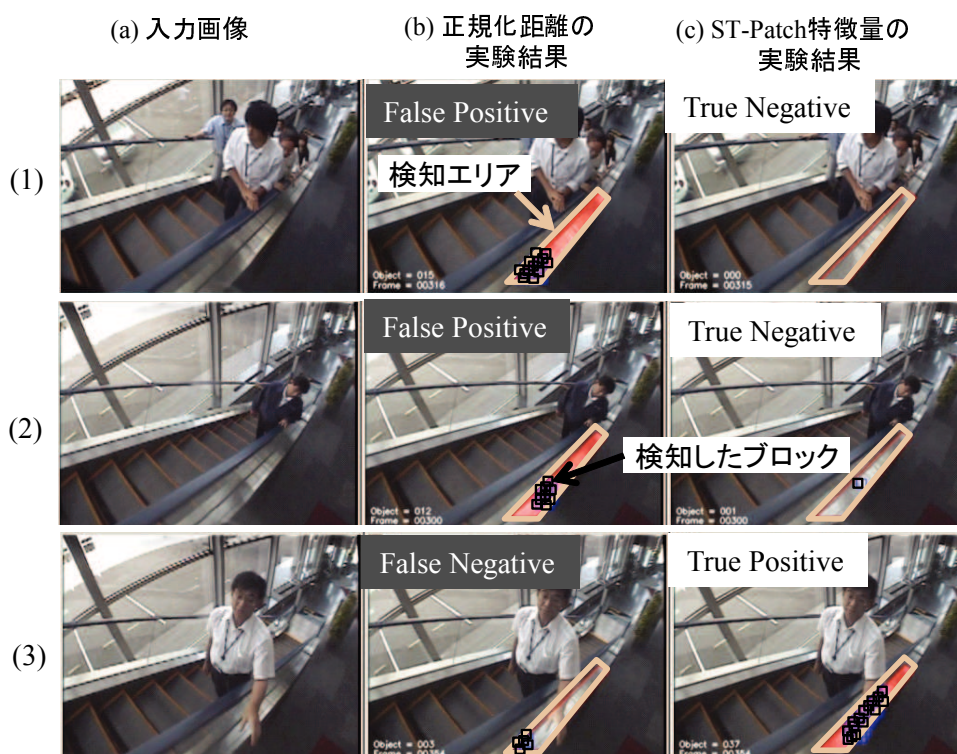 (a) 入力画像
(b) 正規化距離の
実験結果
(c) ST-Patch特徴量の
実験結果
(1)
False Positive
検知エリア
Object = 015
Frame = 00316
True Negative
Object = 000
Frame = 00315
(2)
False Positive
検知したブロック
Object = 012
Frame = 00300
True Negative
Object = 001
Frame = 00300
(3)
False Negative
Object = 003
True Positive
Object = 037